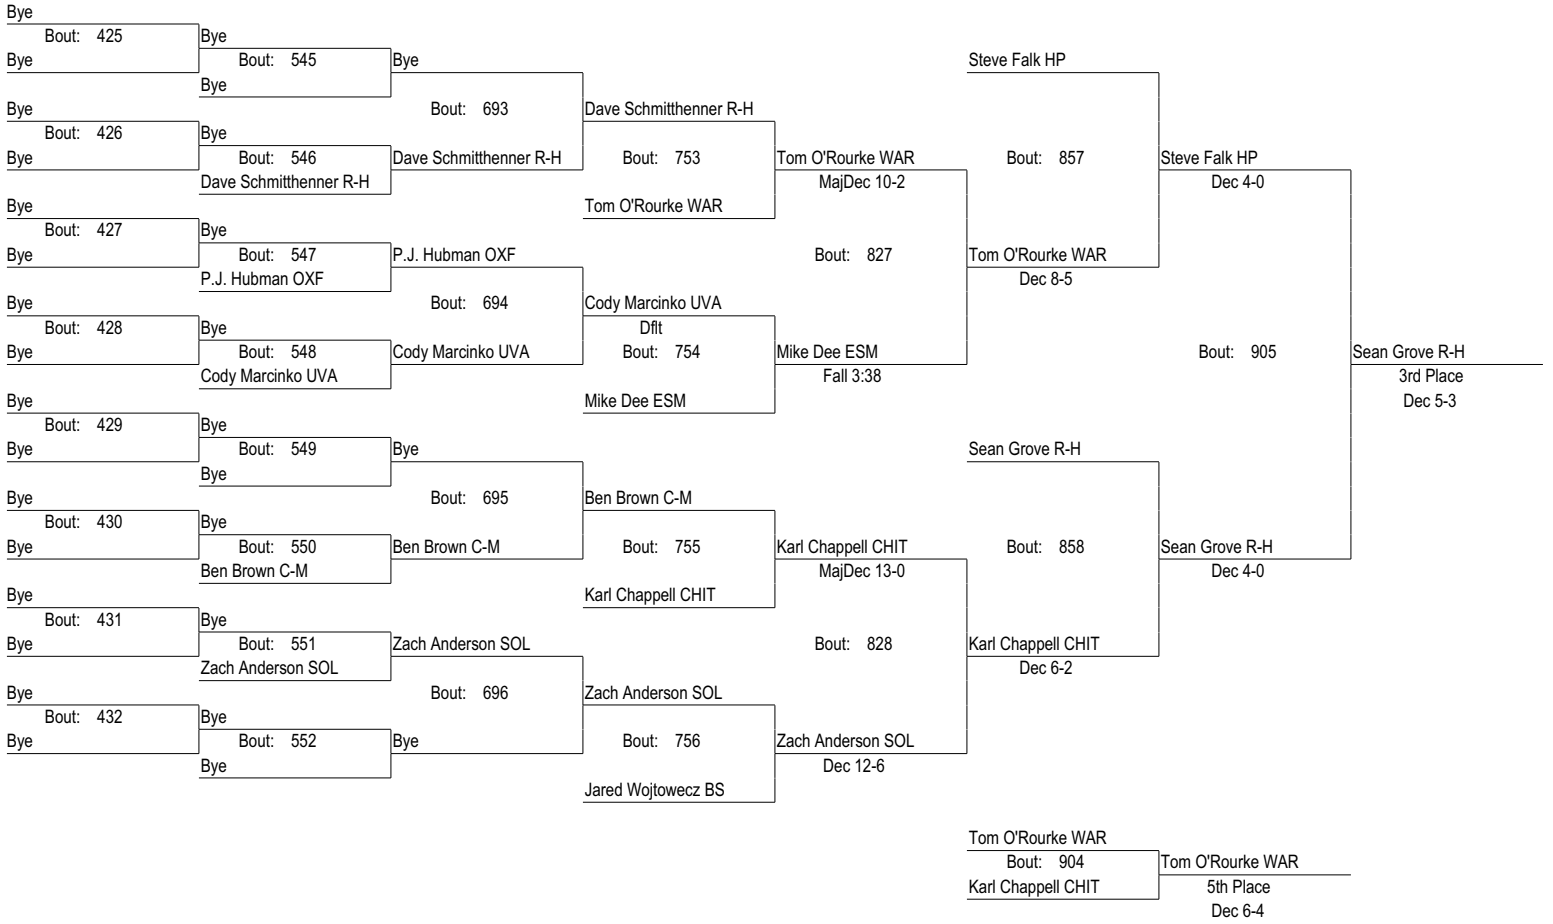 Bye
Bout: 425 Bye
Bye Bout: 545 Bye Steve Falk HP
Bye
Bye Bout: 693 Dave Schmitthenner R-H
Bout: 426 Bye
Bye Bout: 546 Dave Schmitthenner R-H Bout: 753 Tom O'Rourke WAR Bout: 857 Steve Falk HP
Dave Schmitthenner R-H MajDec 10-2 Dec 4-0
Bye Tom O'Rourke WAR
Bout: 427 Bye
Bye Bout: 547 P.J. Hubman OXF Bout: 827 Tom O'Rourke WAR
P.J. Hubman OXF Dec 8-5
Bye Bout: 694 Cody Marcinko UVA
Bout: 428 Bye Dflt
Bye Bout: 548 Cody Marcinko UVA Bout: 754 Mike Dee ESM Bout: 905 Sean Grove R-H
Cody Marcinko UVA Fall 3:38 3rd Place
Bye Mike Dee ESM Dec 5-3
Bout: 429 Bye
Bye Bout: 549 Bye Sean Grove R-H
Bye
Bye Bout: 695 Ben Brown C-M
Bout: 430 Bye
Bye Bout: 550 Ben Brown C-M Bout: 755 Karl Chappell CHIT Bout: 858 Sean Grove R-H
Ben Brown C-M MajDec 13-0 Dec 4-0
Bye Karl Chappell CHIT
Bout: 431 Bye
Bye Bout: 551 Zach Anderson SOL Bout: 828 Karl Chappell CHIT
Zach Anderson SOL Dec 6-2
Bye Bout: 696 Zach Anderson SOL
Bout: 432 Bye
Bye Bout: 552 Bye Bout: 756 Zach Anderson SOL
Bye Dec 12-6
Jared Wojtowecz BS
Tom O'Rourke WAR
Bout: 904 Tom O'Rourke WAR
Karl Chappell CHIT 5th Place
Dec 6-4